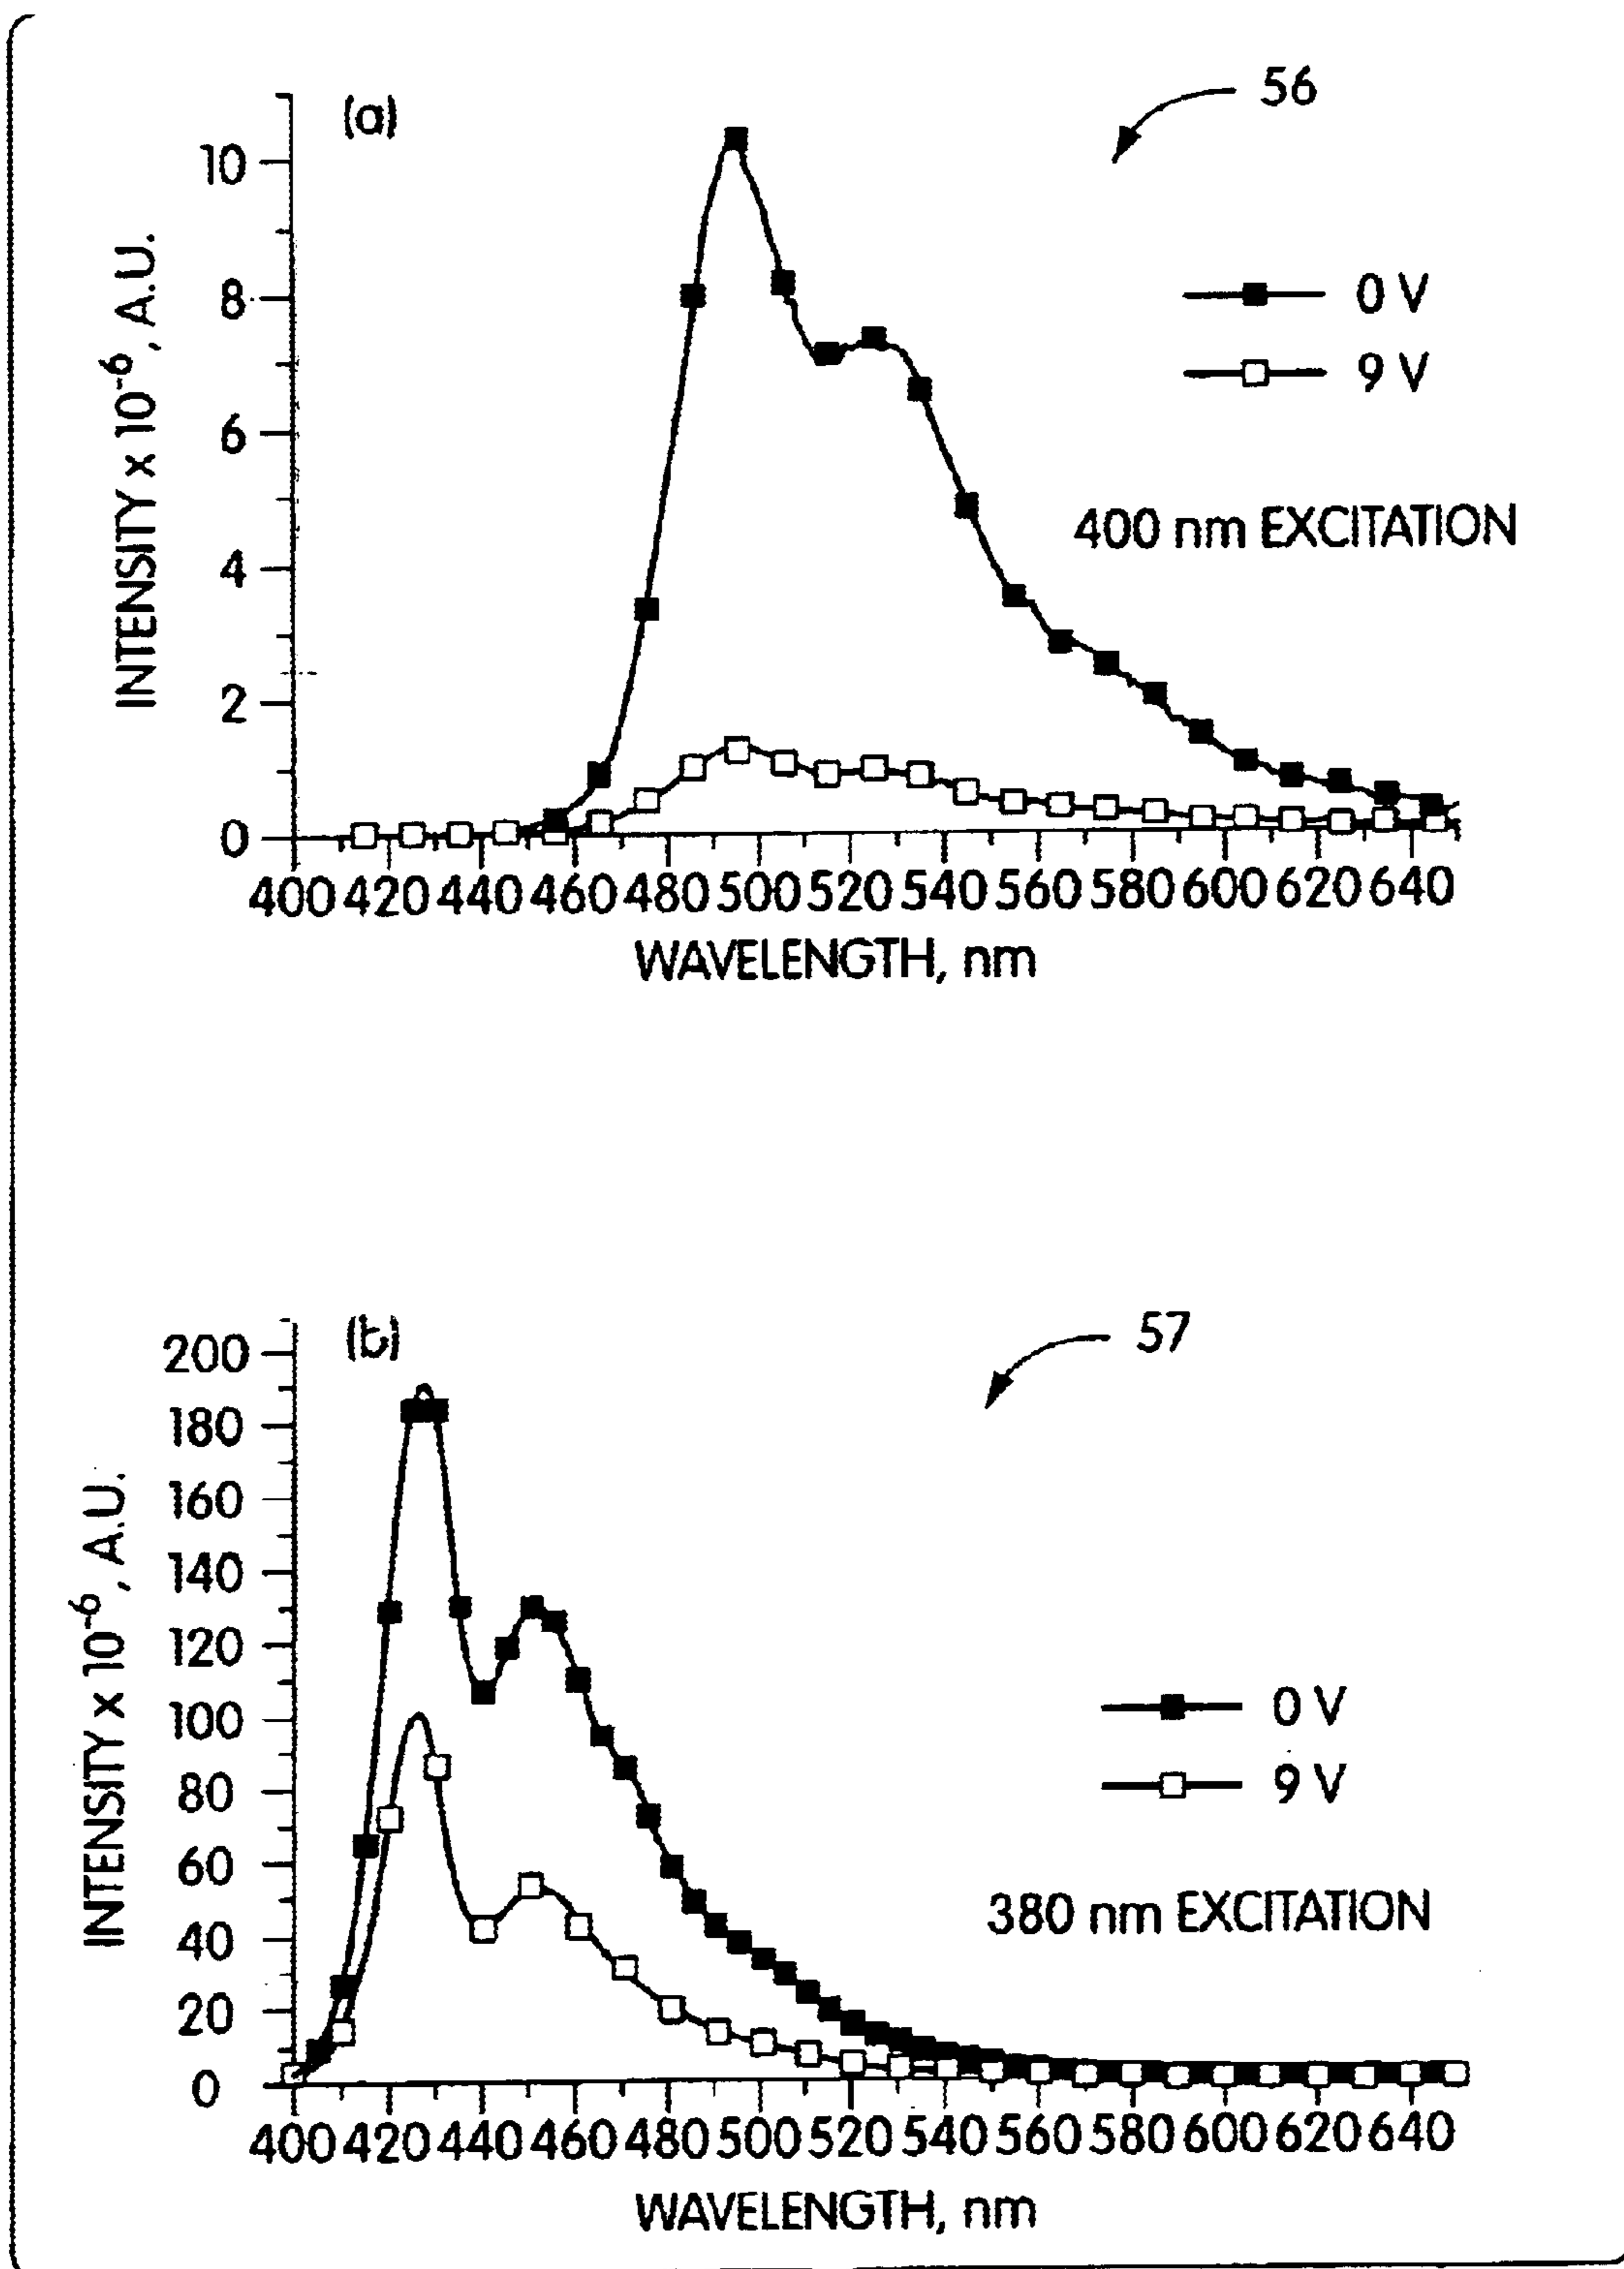 (a)
56
10
8
6
4
2
0
INTENSITY x 10⁻⁶, A.U.
0 V
9 V
400 nm EXCITATION
400 420 440 460 480 500 520 540 560 580 600 620 640
WAVELENGTH, nm
(b)
57
200
180
160
140
120
100
80
60
40
20
0
INTENSITY x 10⁻⁶, A.U.
0 V
9 V
380 nm EXCITATION
400 420 440 460 480 500 520 540 560 580 600 620 640
WAVELENGTH, nm